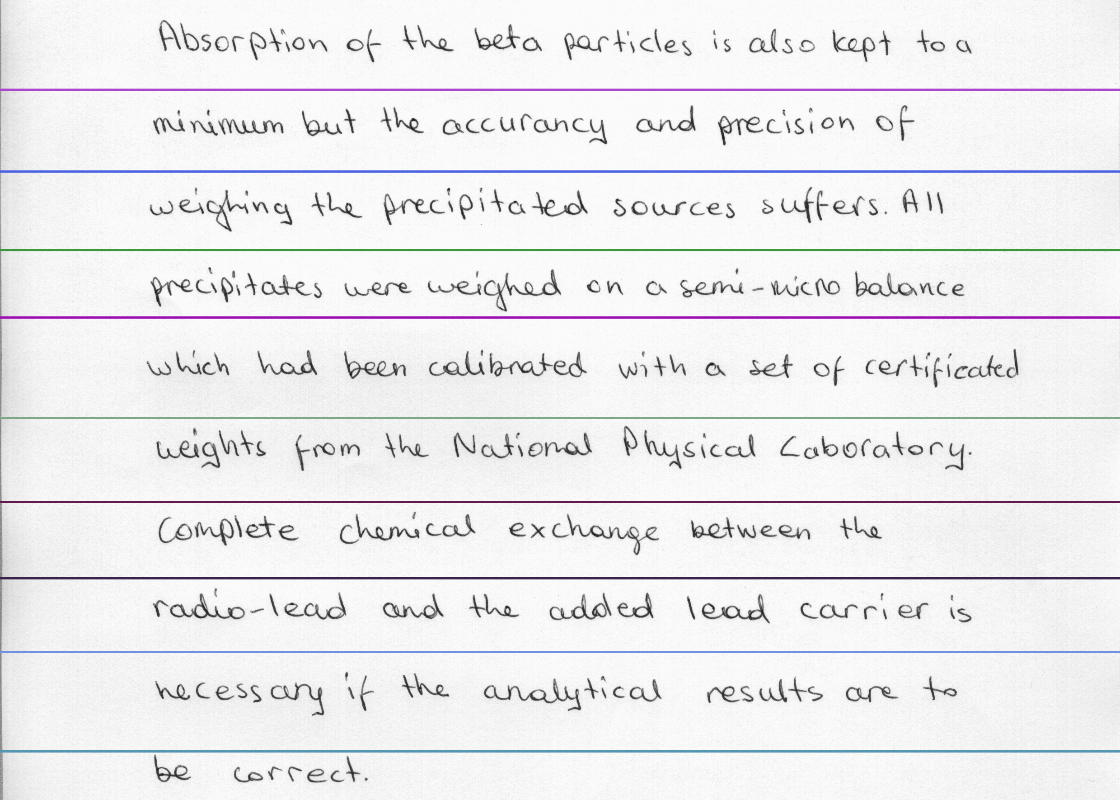 Absorption of the beta particles is also kept to a
minimum but the accurancy and precision of
weighing the precipitated sources suffers. All
precipitates were weighed on a semi-micro balance
which had been calibrated with a set of certificated
weights from the National Physical Laboratory.
Complete chemical exchange between the
radio-lead and the added lead carrier is
necessary if the analytical results are to
be correct.